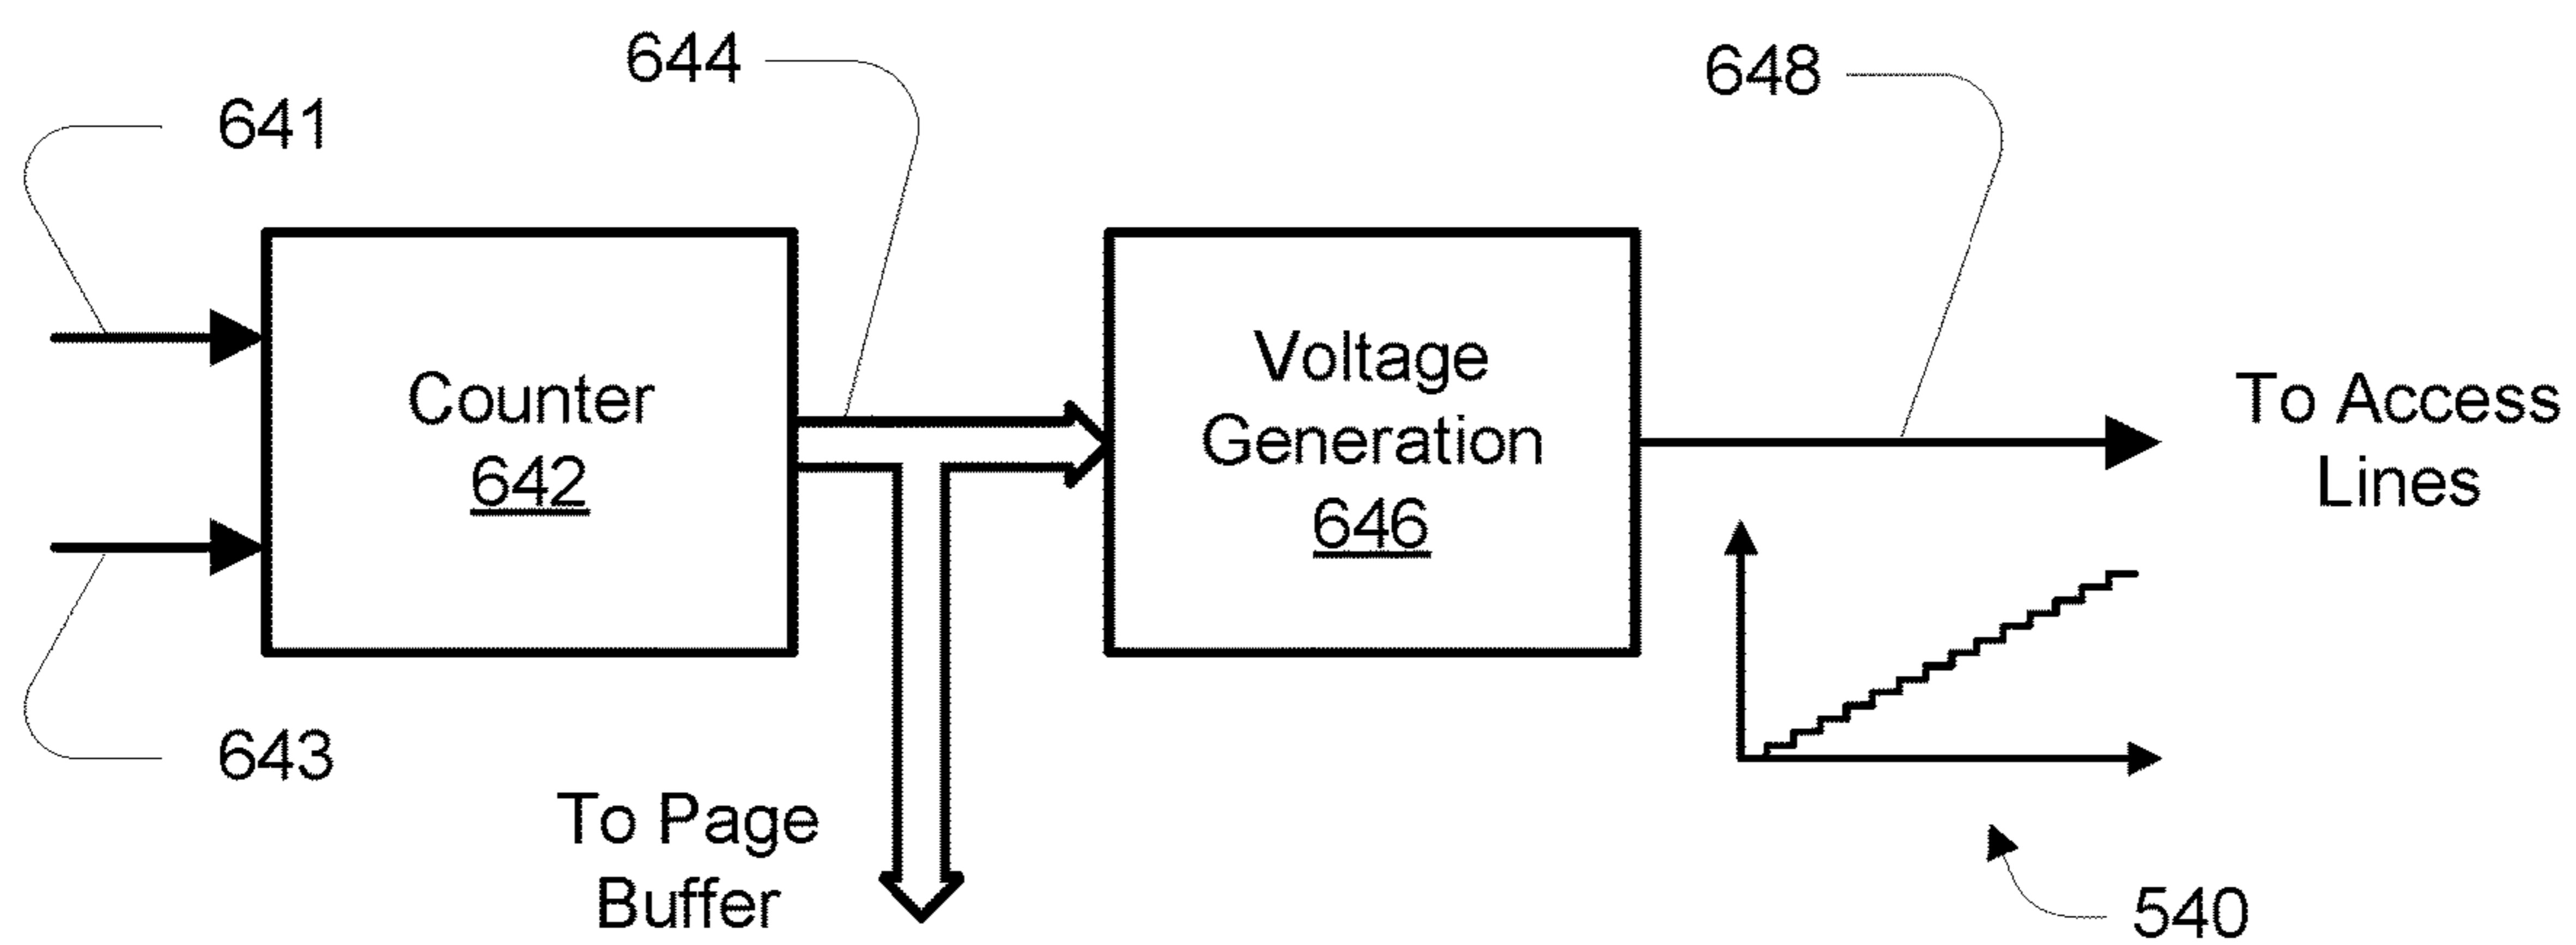 644
648
641
Counter
642
Voltage
Generation
646
To Access
Lines
643
To Page
Buffer
540